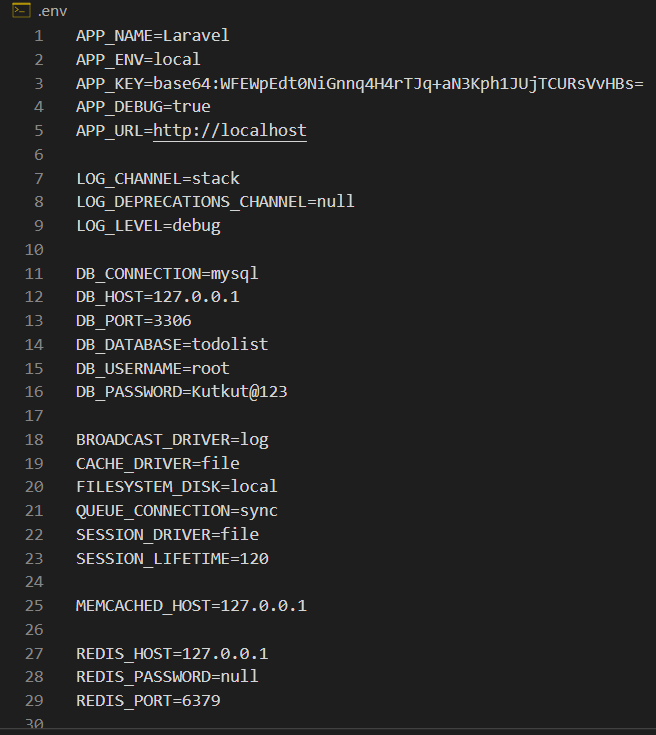 .env
1 APP_NAME=Laravel
2 APP_ENV=local
3 APP_KEY=base64:WFEWpEdt0NiGnnq4H4rTJq+aN3Kph1JUjTCURsVvHBs=
4 APP_DEBUG=true
5 APP_URL=http://localhost
6
7 LOG_CHANNEL=stack
8 LOG_DEPRECATIONS_CHANNEL=null
9 LOG_LEVEL=debug
10
11 DB_CONNECTION=mysql
12 DB_HOST=127.0.0.1
13 DB_PORT=3306
14 DB_DATABASE=todolist
15 DB_USERNAME=root
16 DB_PASSWORD=Kutkut@123
17
18 BROADCAST_DRIVER=log
19 CACHE_DRIVER=file
20 FILESYSTEM_DISK=local
21 QUEUE_CONNECTION=sync
22 SESSION_DRIVER=file
23 SESSION_LIFETIME=120
24
25 MEMCACHED_HOST=127.0.0.1
26
27 REDIS_HOST=127.0.0.1
28 REDIS_PASSWORD=null
29 REDIS_PORT=6379
30